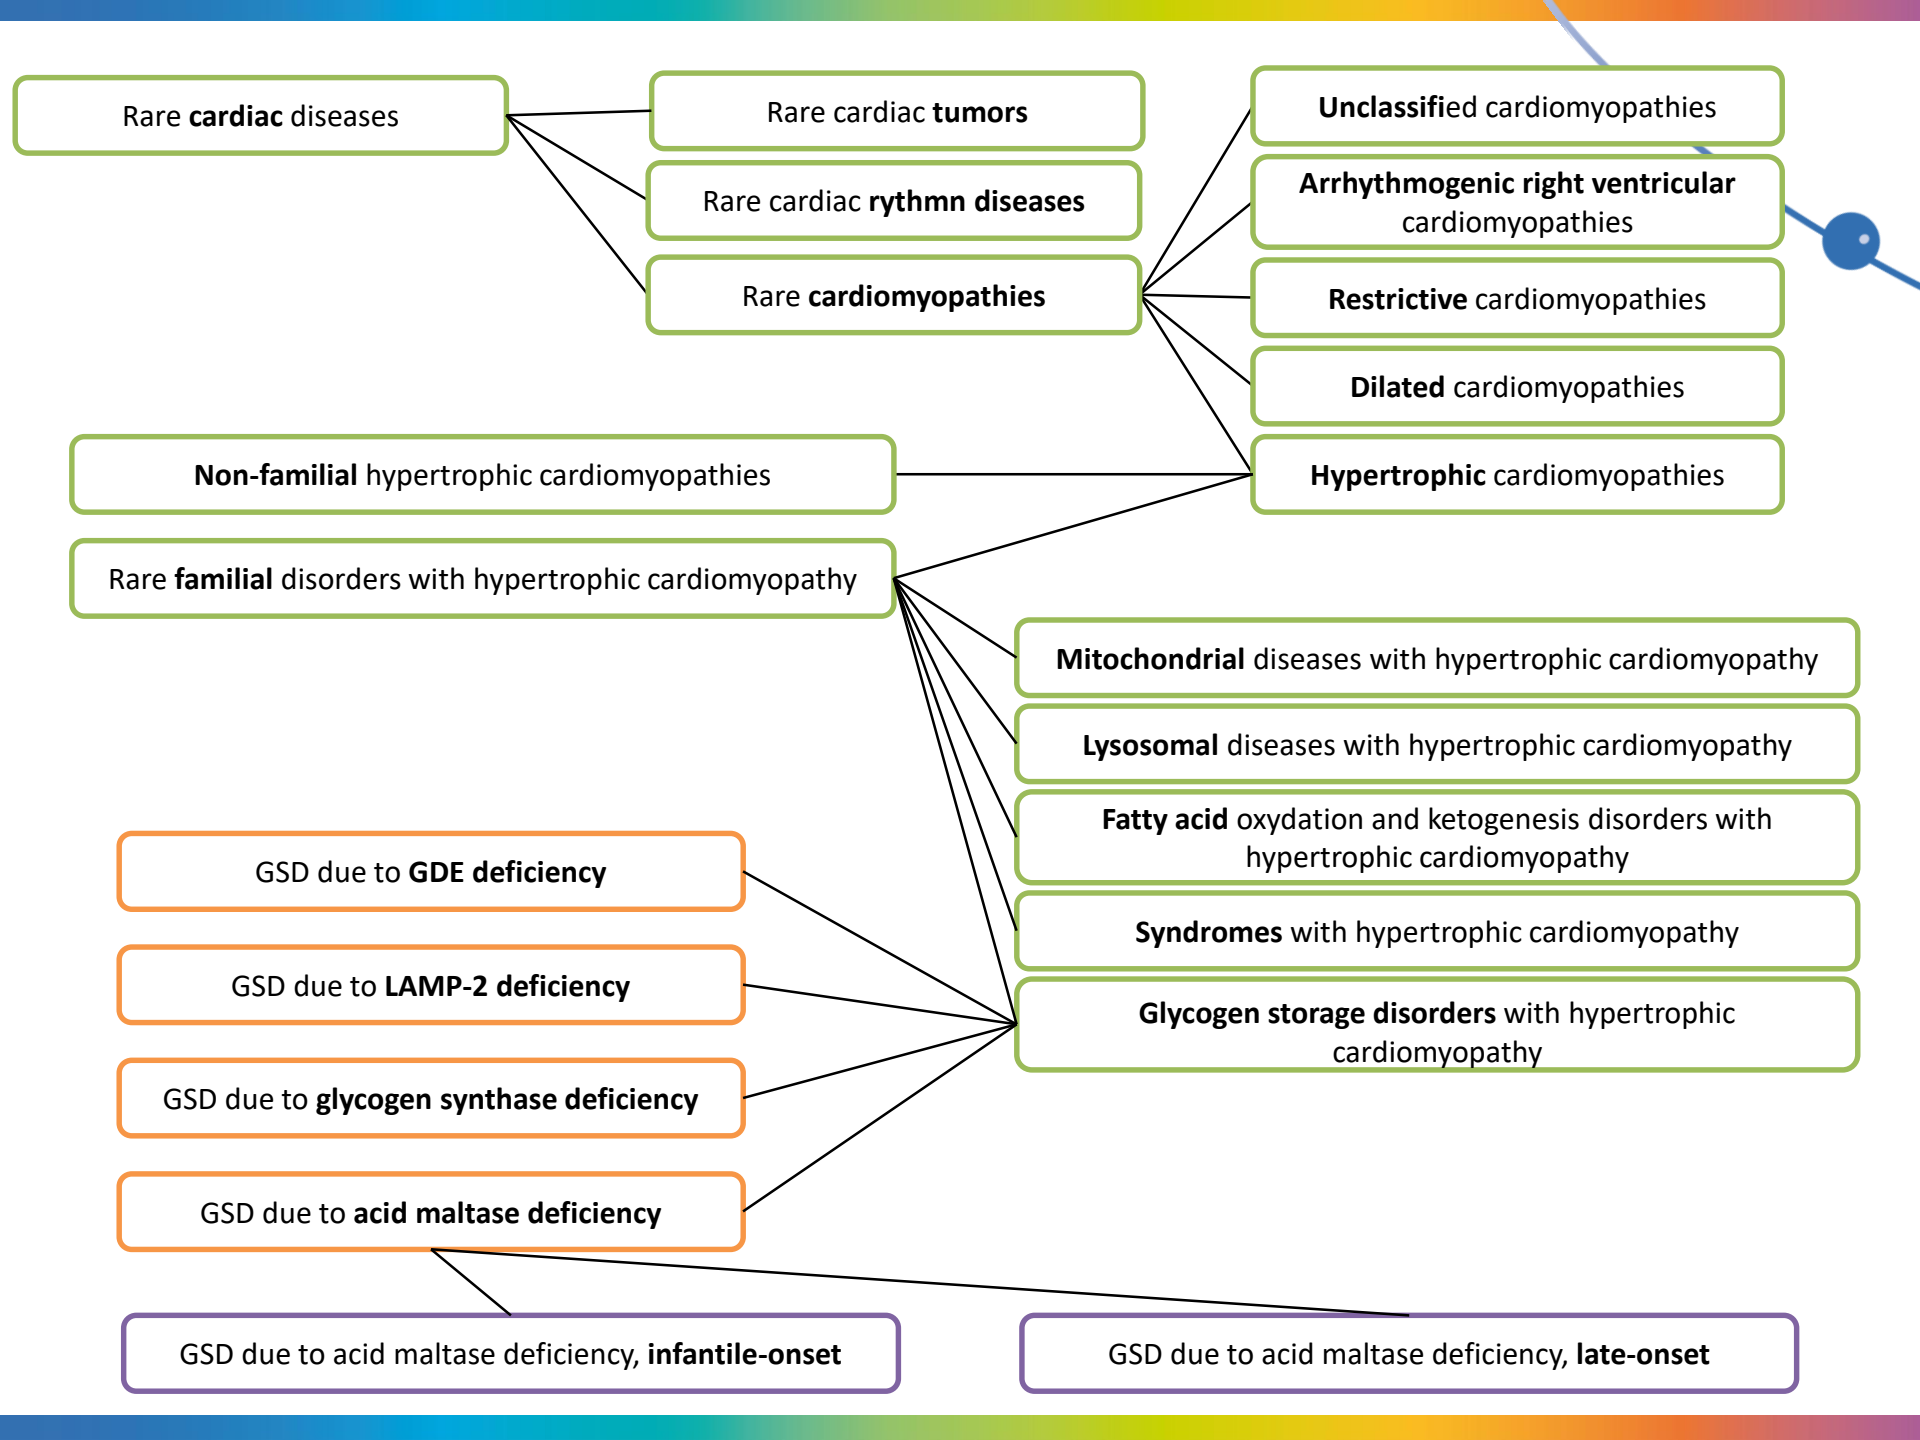 Rare cardiac diseases
Rare cardiac tumors
Rare cardiac rythmn diseases
Rare cardiomyopathies
Unclassified cardiomyopathies
Arrhythmogenic right ventricular
cardiomyopathies
Restrictive cardiomyopathies
Dilated cardiomyopathies
Hypertrophic cardiomyopathies
Non-familial hypertrophic cardiomyopathies
Rare familial disorders with hypertrophic cardiomyopathy
Mitochondrial diseases with hypertrophic cardiomyopathy
Lysosomal diseases with hypertrophic cardiomyopathy
Fatty acid oxydation and ketogenesis disorders with
hypertrophic cardiomyopathy
Syndromes with hypertrophic cardiomyopathy
Glycogen storage disorders with hypertrophic
cardiomyopathy
GSD due to GDE deficiency
GSD due to LAMP-2 deficiency
GSD due to glycogen synthase deficiency
GSD due to acid maltase deficiency
GSD due to acid maltase deficiency, infantile-onset
GSD due to acid maltase deficiency, late-onset